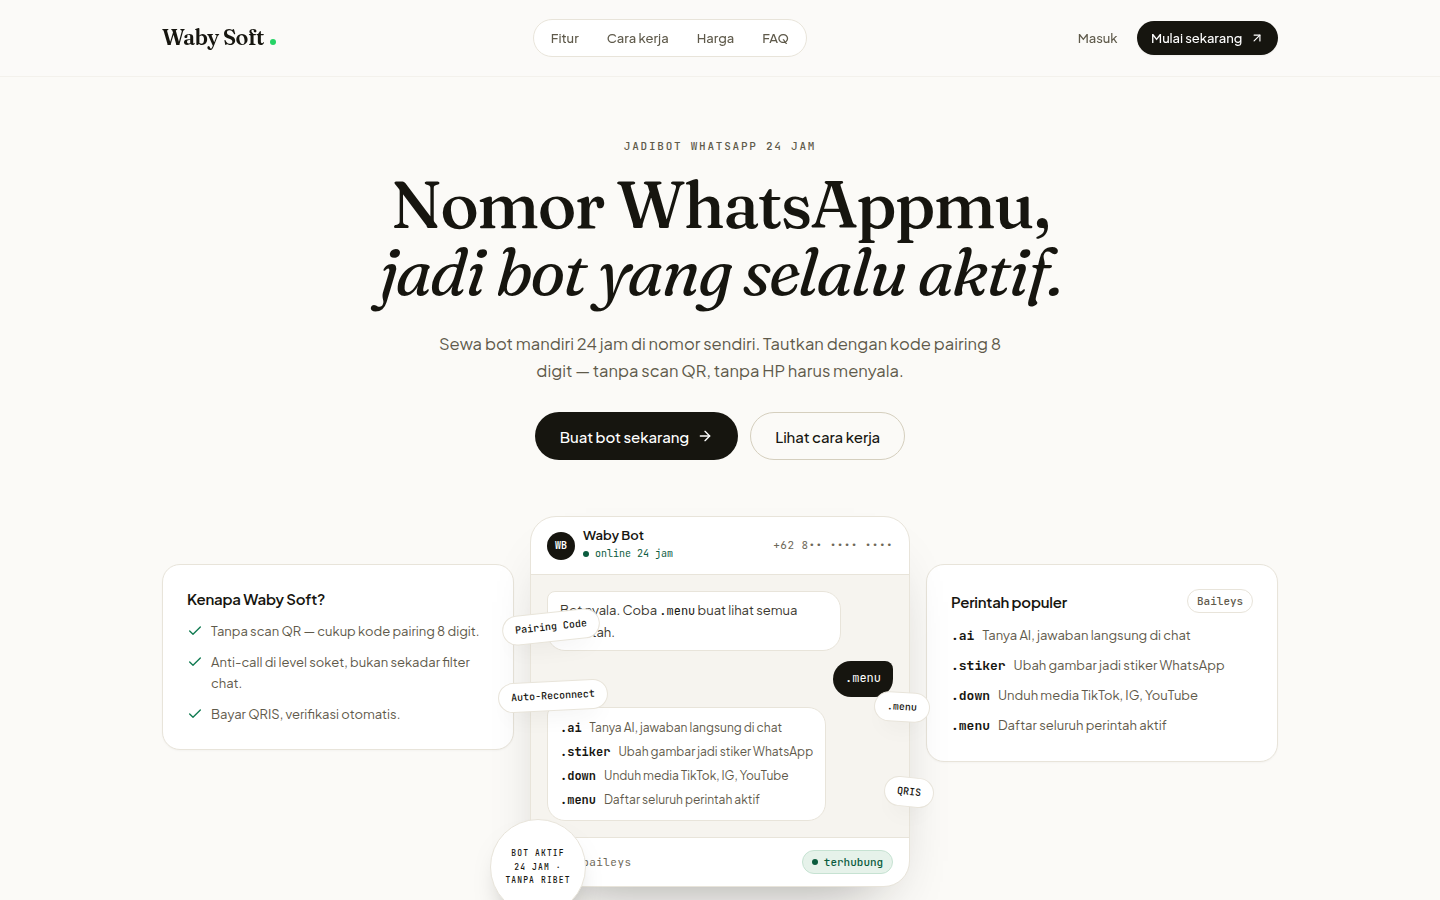 Waby Soft
Fitur
Cara kerja
Harga
FAQ
Masuk
Mulai sekarang
JADIBOT WHATSAPP 24 JAM
Nomor WhatsAppmu,
jadi bot yang selalu aktif.
Sewa bot mandiri 24 jam di nomor sendiri. Tautkan dengan kode pairing 8
digit — tanpa scan QR, tanpa HP harus menyala.
Buat bot sekarang
Lihat cara kerja
Kenapa Waby Soft?
Tanpa scan QR — cukup kode pairing 8 digit.
Anti-call di level soket, bukan sekadar filter
chat.
Bayar QRIS, verifikasi otomatis.
WB
Waby Bot
online 24 jam
+62 8•• •••• ••••
Coba .menu buat lihat semua
Pairing Code
.menu
Auto-Reconnect
.menu
.ai Tanya AI, jawaban langsung di chat
.stiker Ubah gambar jadi stiker WhatsApp
.down Unduh media TikTok, IG, YouTube
.menu Daftar seluruh perintah aktif
QRIS
BOT AKTIF
24 JAM ·
TANPA RIBET
baileys
terhubung
Perintah populer
Baileys
.ai Tanya AI, jawaban langsung di chat
.stiker Ubah gambar jadi stiker WhatsApp
.down Unduh media TikTok, IG, YouTube
.menu Daftar seluruh perintah aktif